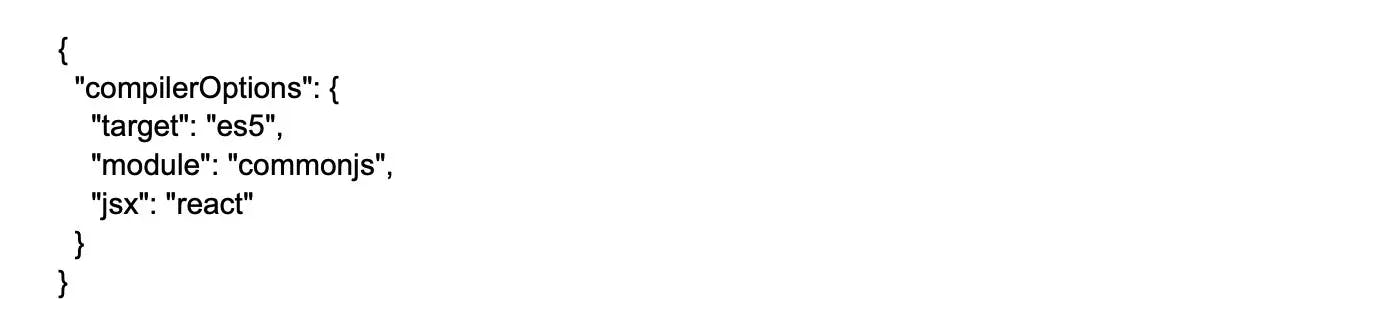 {
"compilerOptions": {
"target": "es5",
"module": "commonjs",
"jsx": "react"
}
}